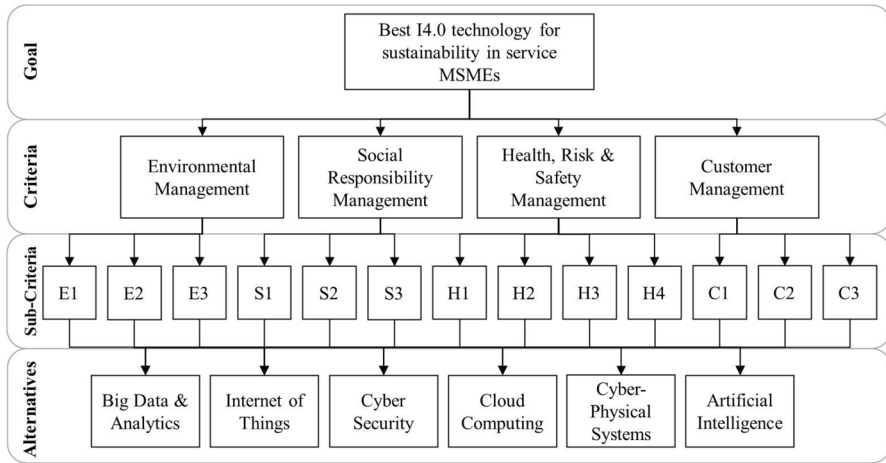 Goal
Best I4.0 technology for
sustainability in service
MSMEs
Criteria
Environmental
Management
Social
Responsibility
Management
Health, Risk &
Safety
Management
Customer
Management
Sub-Criteria
E1
E2
E3
S1
S2
S3
H1
H2
H3
H4
C1
C2
C3
Alternatives
Big Data &
Analytics
Internet of
Things
Cyber
Security
Cloud
Computing
Cyber-
Physical
Systems
Artificial
Intelligence